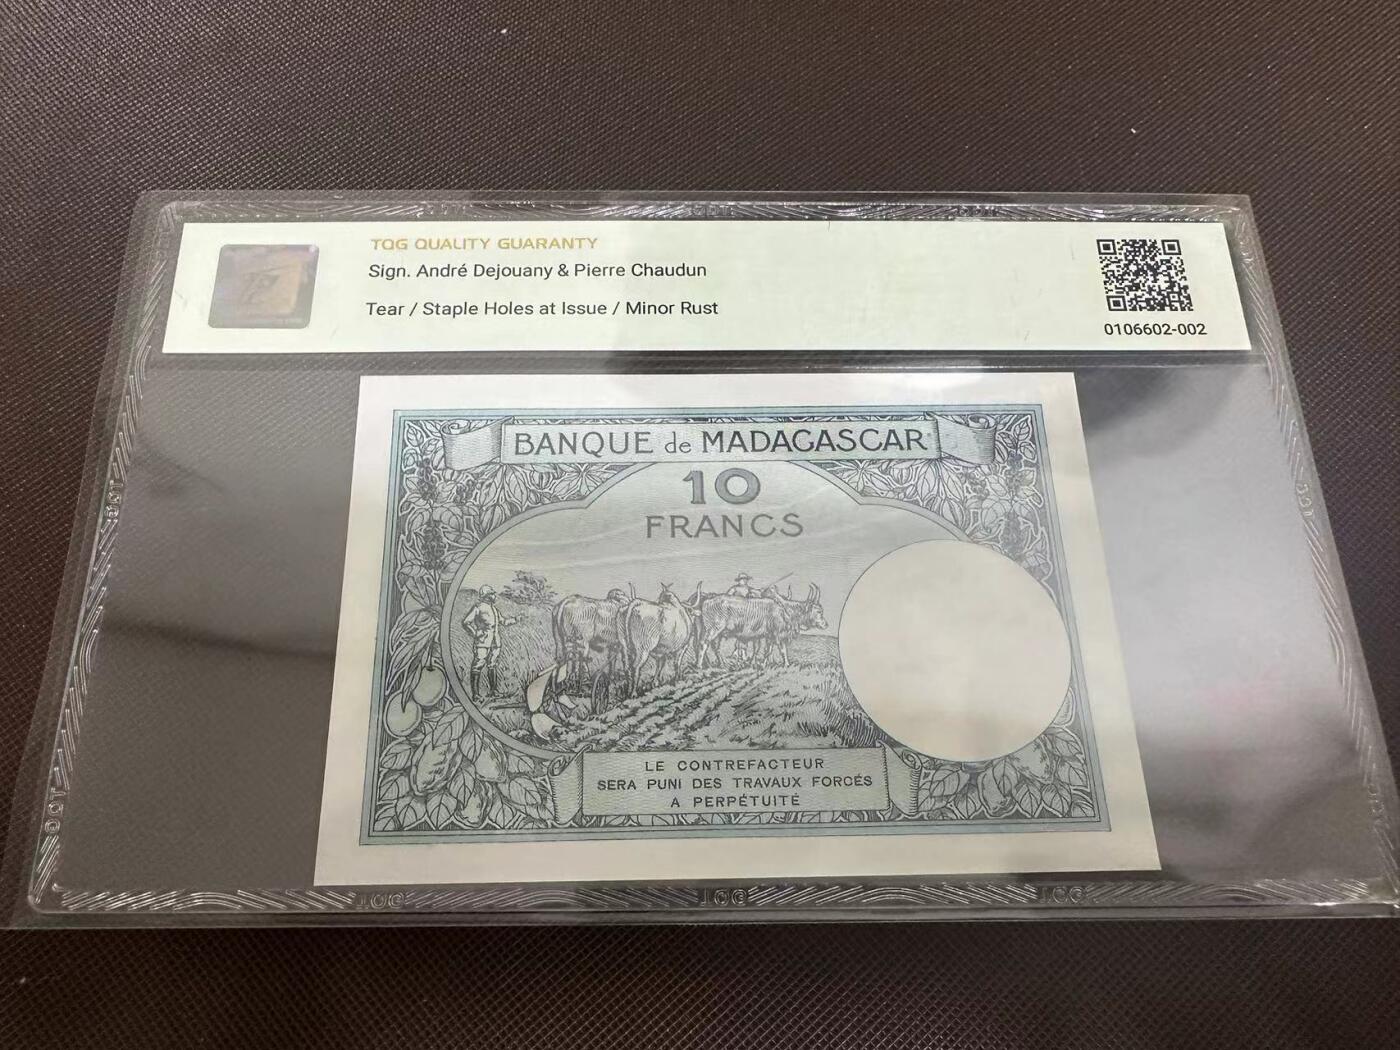 TQG QUALITY GUARANTY
Sign. André Dejouany & Pierre Chaudun
Tear / Staple Holes at Issue / Minor Rust
0106602-002
BANQUE de MADAGASCAR
10
FRANCS
LE CONTREFACTEUR
SERA PUNI DES TRAVAUX FORCÉS
A PERPÉTUITÉ